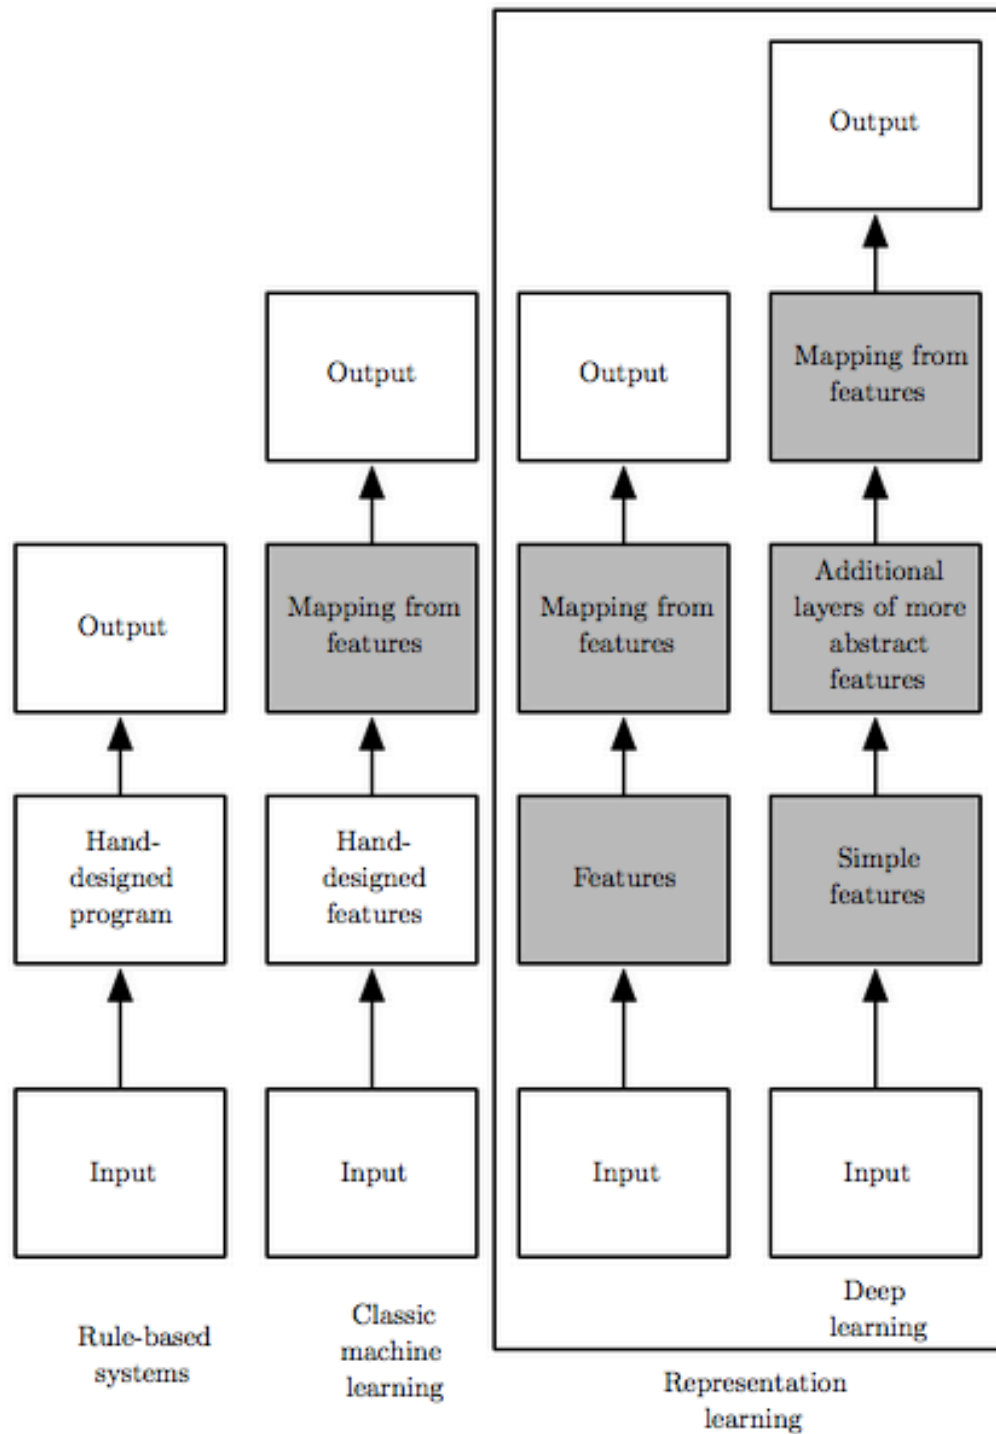 Output
Output
Output
Mapping from
features
Output
Mapping from
features
Mapping from
features
Additional
layers of more
abstract
features
Hand-
designed
program
Hand-
designed
features
Features
Simple
features
Input
Input
Input
Input
Rule-based
systems
Classic
machine
learning
Deep
learning
Representation
learning